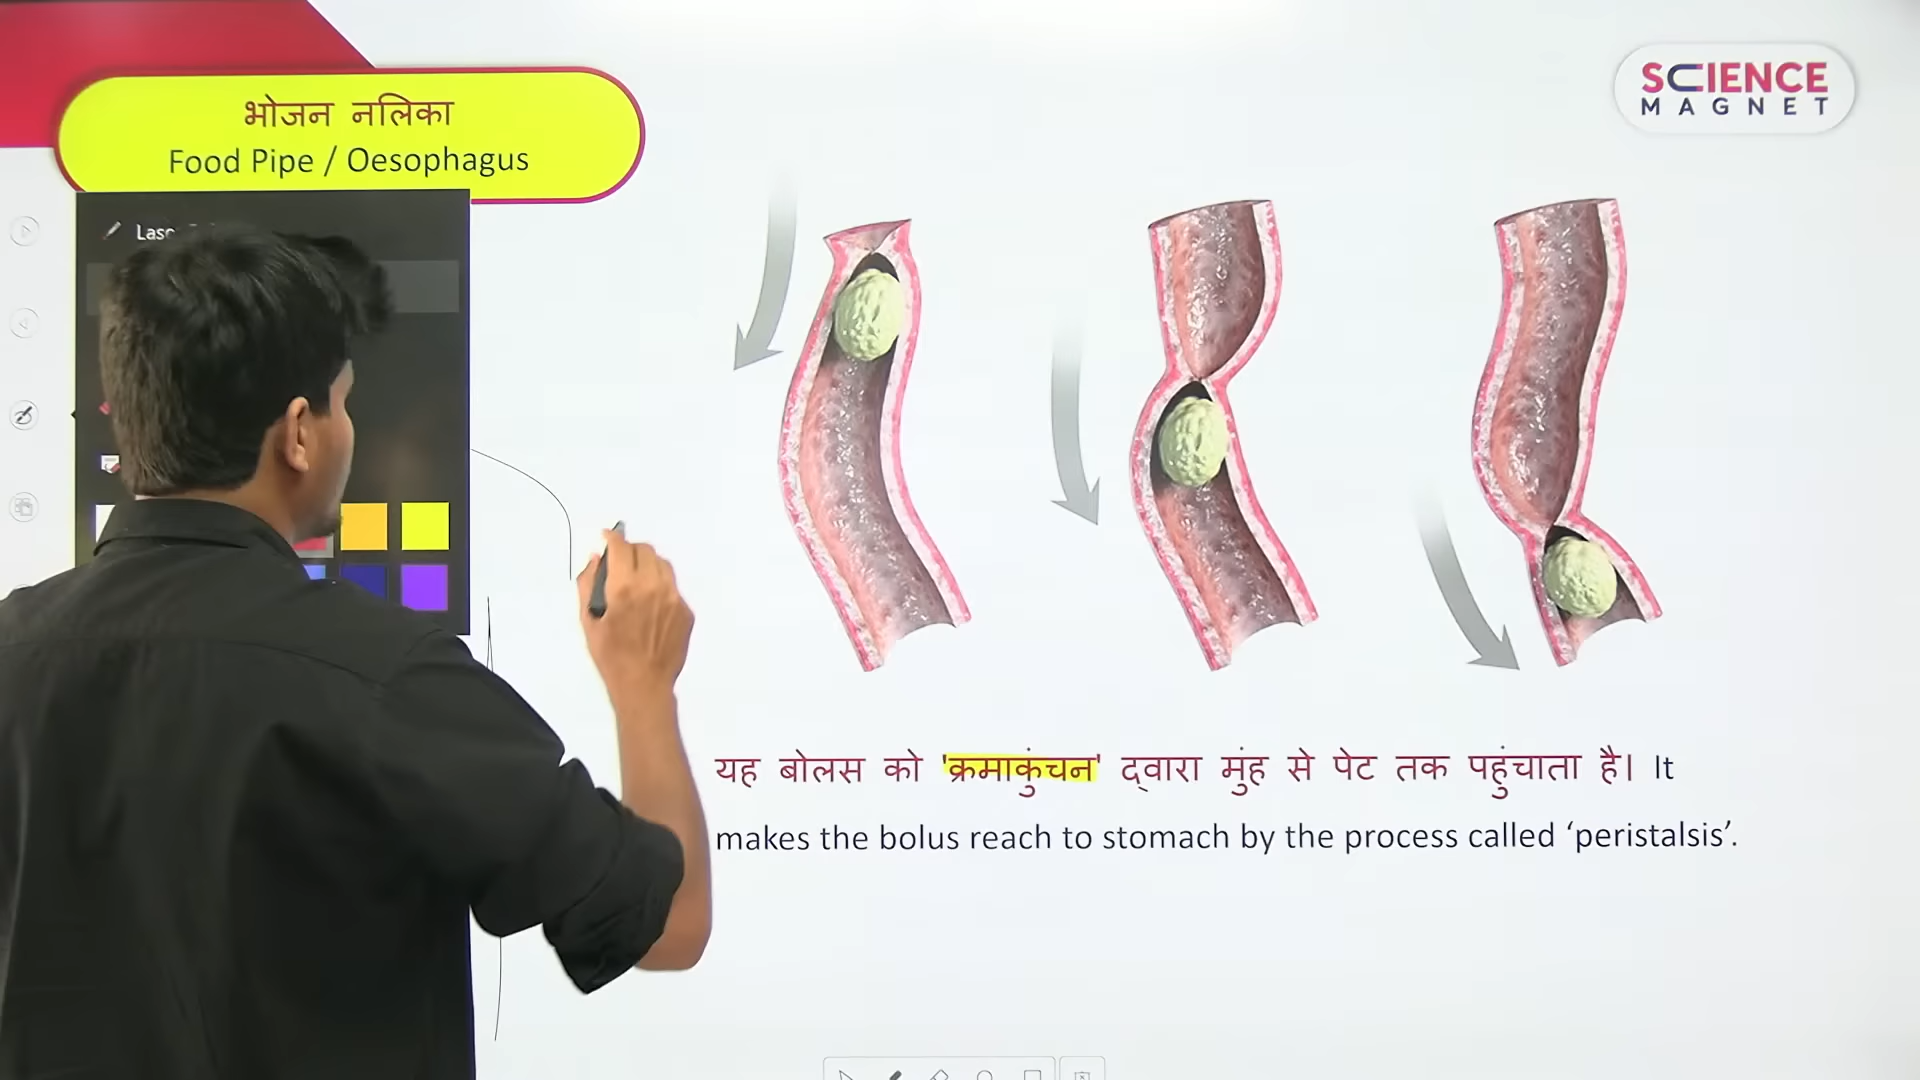 भोजन नलिका
Food Pipe / Oesophagus
SCIENCE
MAGNET
यह बोलस को 'क्रमाकुंचन' द्वारा मुंह से पेट तक पहुंचाता है। It
makes the bolus reach to stomach by the process called ‘peristalsis’.